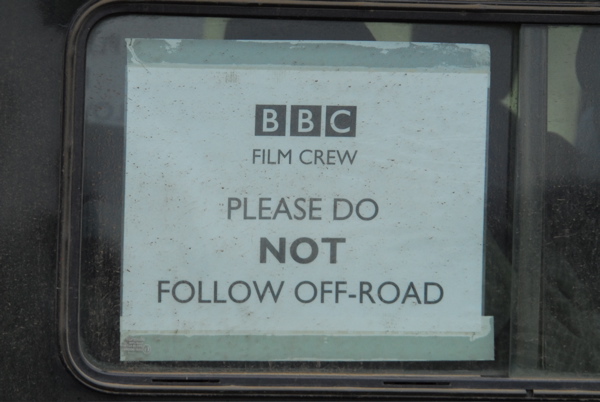 BBC
FILM CREW
PLEASE DO
NOT
FOLLOW OFF-ROAD